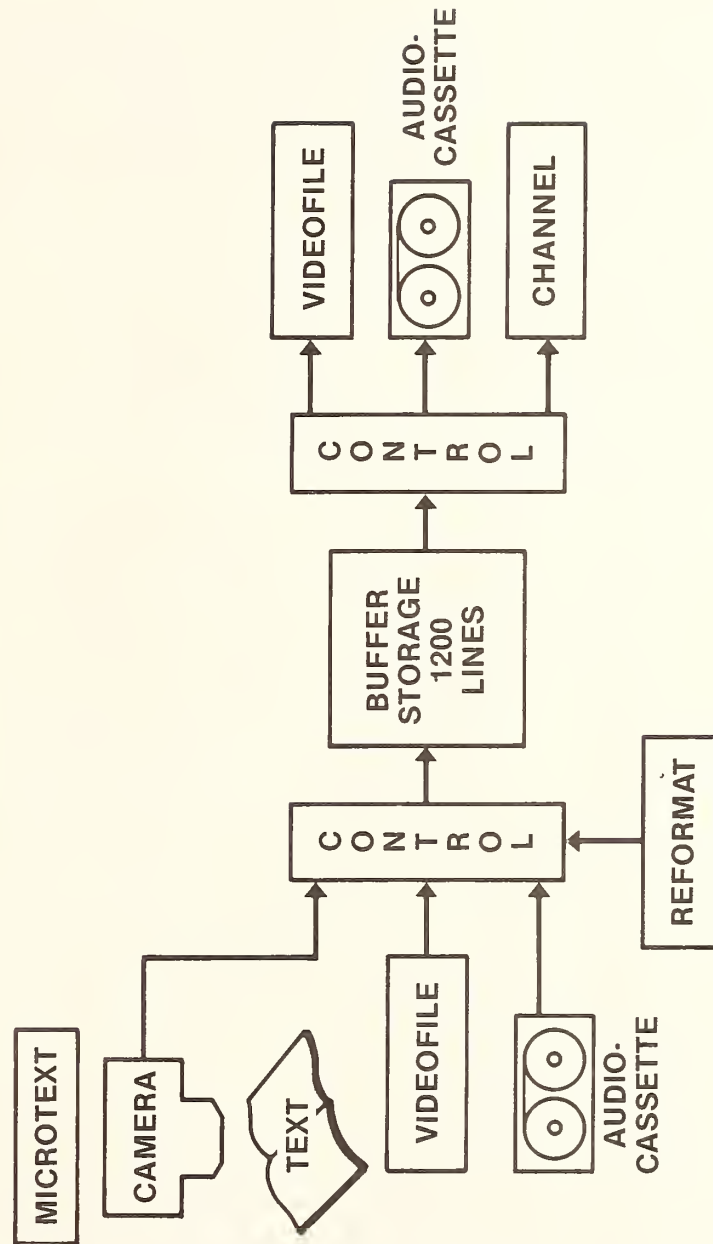 MICROTEXT
CAMERA
TEXT
VIDEOFILE
AUDIO-
CASSETTE
CONTROL
REFORMAT
BUFFER
STORAGE
1200
LINES
CONTROL
VIDEOFILE
AUDIO-
CASSETTE
CHANNEL